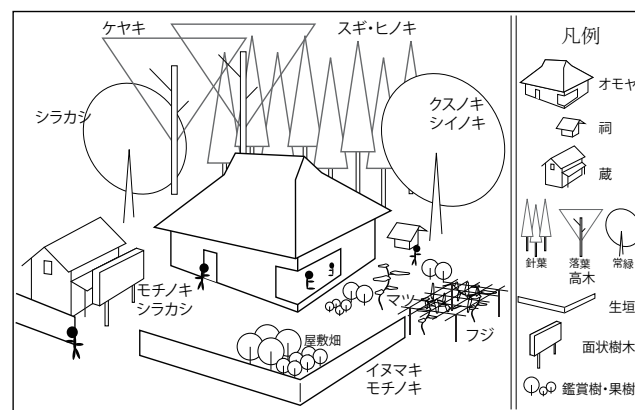 ケヤキ
スギ・ヒノキ
シラカシ
クスノキ
シイノキ
モチノキ
シラカシ
マツ
フジ
屋敷畑
イヌマキ
モチノキ
凡例
オモヤ
祠
蔵
針葉
落葉
常緑
高木
生垣
面状樹木
鑑賞樹・果樹